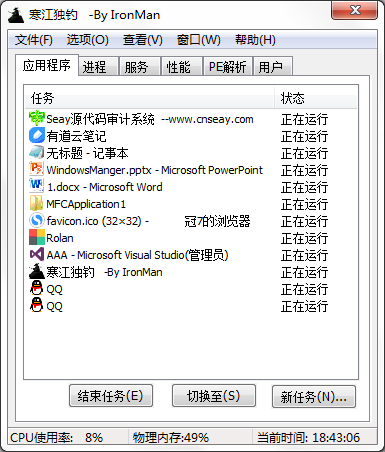 寒江独钓 -By IronMan
文件(F) 选项(O) 查看(V) 窗口(W) 帮助(H)
应用程序 进程 服务 性能 PE解析 用户
任务 状态
Seay源代码审计系统 --www.cnseay.com 正在运行
有道云笔记 正在运行
无标题 - 记事本 正在运行
WindowsManger.pptx - Microsoft PowerPoint 正在运行
1.docx - Microsoft Word 正在运行
MFCApplication1 正在运行
favicon.ico (32×32) - 冠7的浏览器 正在运行
Rolan 正在运行
AAA - Microsoft Visual Studio(管理员) 正在运行
寒江独钓 -By IronMan 正在运行
QQ 正在运行
QQ 正在运行
结束任务(E) 切换至(S) 新任务(N)...
CPU使用率: 8% 物理内存:49% 当前时间: 18:43:06